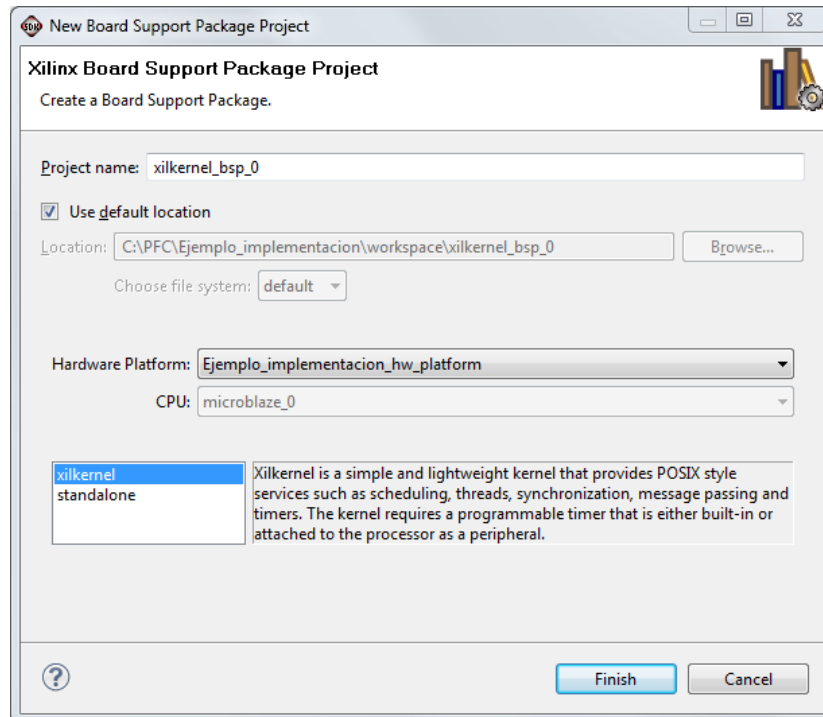 SDK New Board Support Package Project
Xilinx Board Support Package Project
Create a Board Support Package.
Project name: xilkernel_bsp_0
Use default location
Location: C:\PFC\Ejemplo_implementacion\workspace\xilkernel_bsp_0 Browse...
Choose file system: default
Hardware Platform: Ejemplo_implementacion_hw_platform
CPU: microblaze_0
xilkernel
standalone
Xilkernel is a simple and lightweight kernel that provides POSIX style
services such as scheduling, threads, synchronization, message passing and
timers. The kernel requires a programmable timer that is either built-in or
attached to the processor as a peripheral.
? Finish Cancel